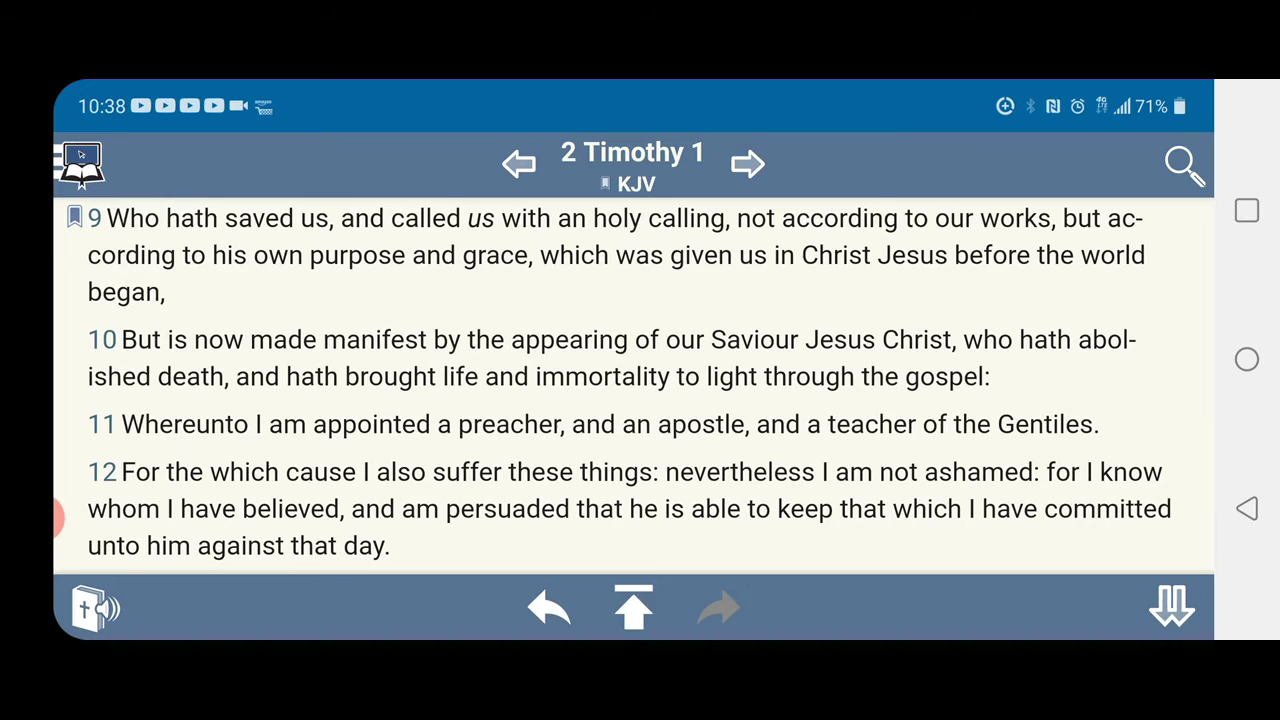 10:38 71%
2 Timothy 1
KJV
9 Who hath saved us, and called us with an holy calling, not according to our works, but ac-
cording to his own purpose and grace, which was given us in Christ Jesus before the world
began,
10 But is now made manifest by the appearing of our Saviour Jesus Christ, who hath abol-
ished death, and hath brought life and immortality to light through the gospel:
11 Whereunto I am appointed a preacher, and an apostle, and a teacher of the Gentiles.
12 For the which cause I also suffer these things: nevertheless I am not ashamed: for I know
whom I have believed, and am persuaded that he is able to keep that which I have committed
unto him against that day.